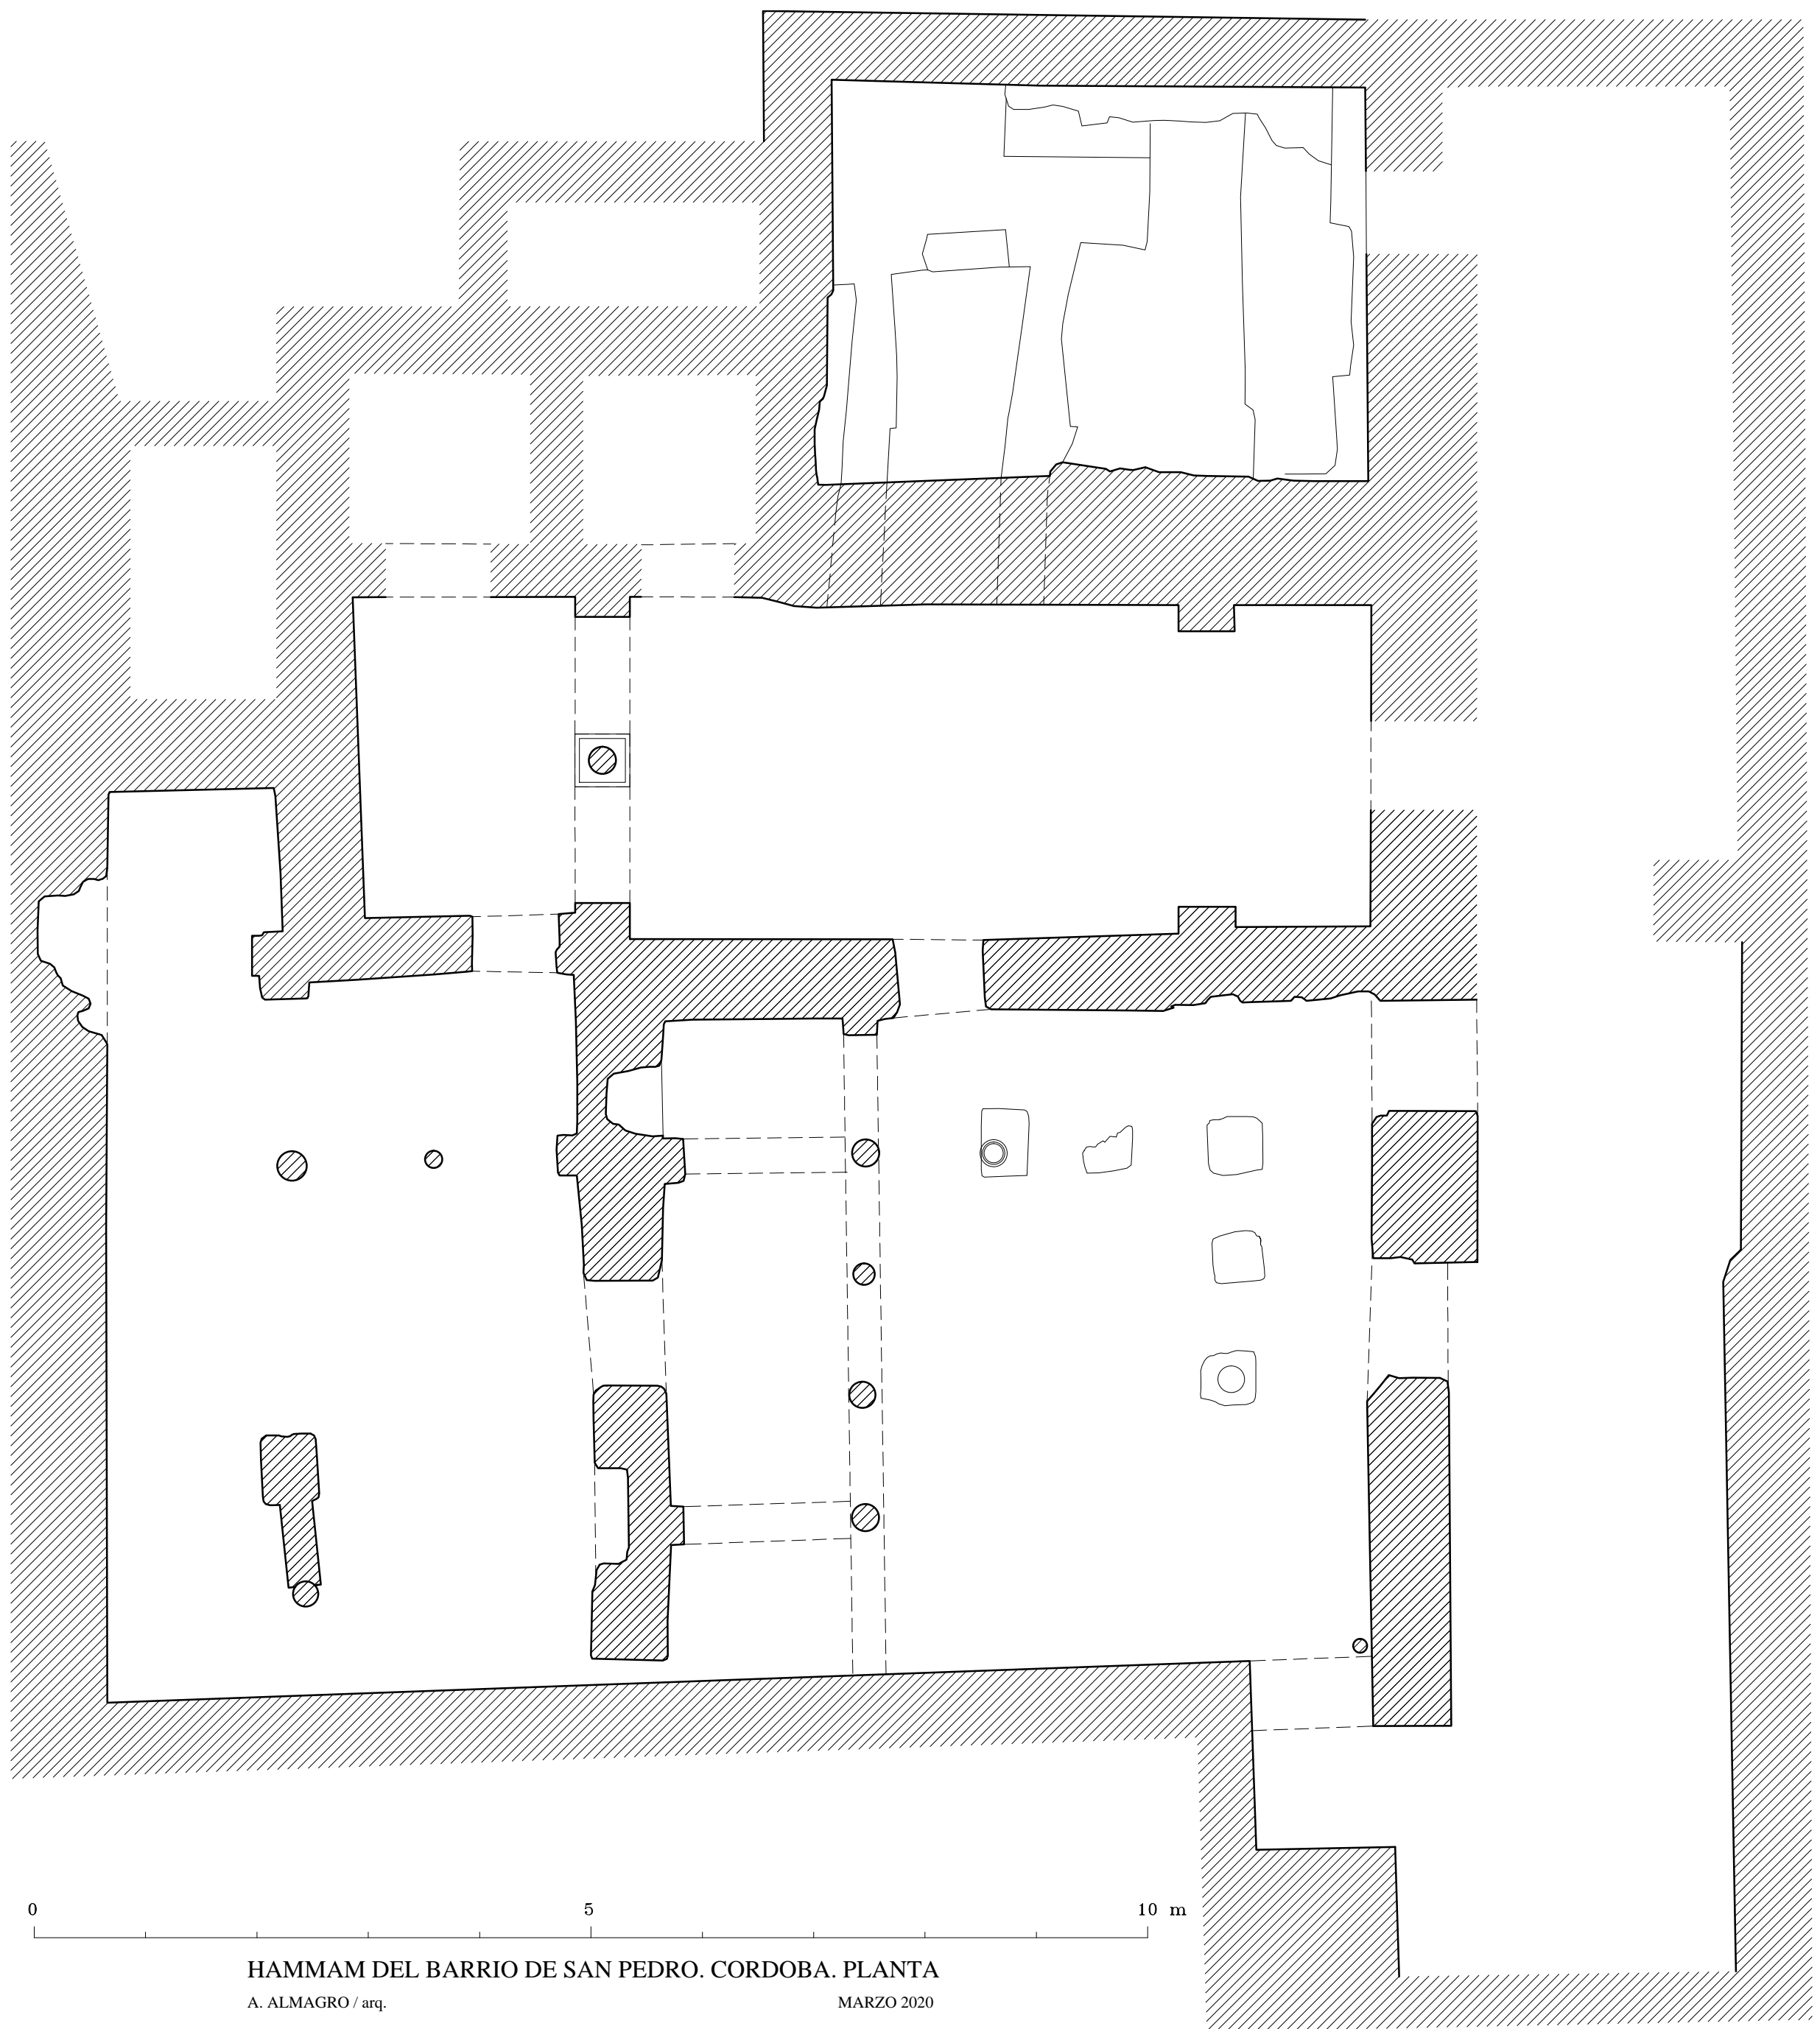 0 5 10 m
HAMMAM DEL BARRIO DE SAN PEDRO. CORDOBA. PLANTA
A. ALMAGRO / arq. MARZO 2020